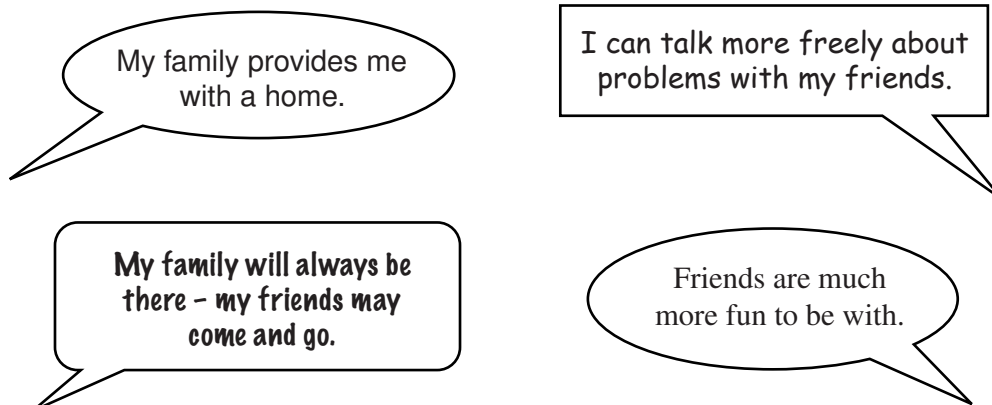 My family provides me
with a home.
I can talk more freely about
problems with my friends.
My family will always be
there – my friends may
come and go.
Friends are much
more fun to be with.